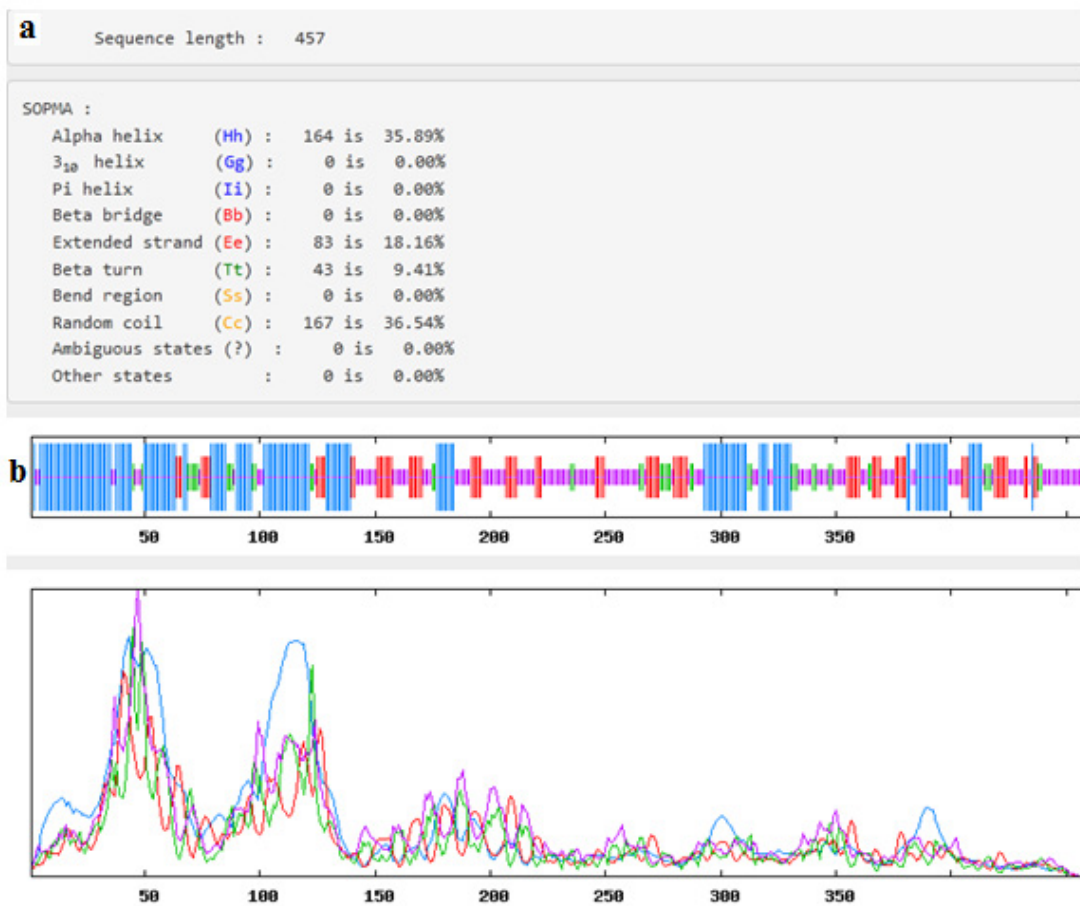 a
Sequence length : 457
SOPMA :
Alpha helix (Hh) : 164 is 35.89%
3₁₀ helix (Gg) : 0 is 0.00%
Pi helix (Ii) : 0 is 0.00%
Beta bridge (Bb) : 0 is 0.00%
Extended strand (Ee) : 83 is 18.16%
Beta turn (Tt) : 43 is 9.41%
Bend region (Ss) : 0 is 0.00%
Random coil (Cc) : 167 is 36.54%
Ambiguous states (?) : 0 is 0.00%
Other states : 0 is 0.00%
b
50 100 150 200 250 300 350
50 100 150 200 250 300 350